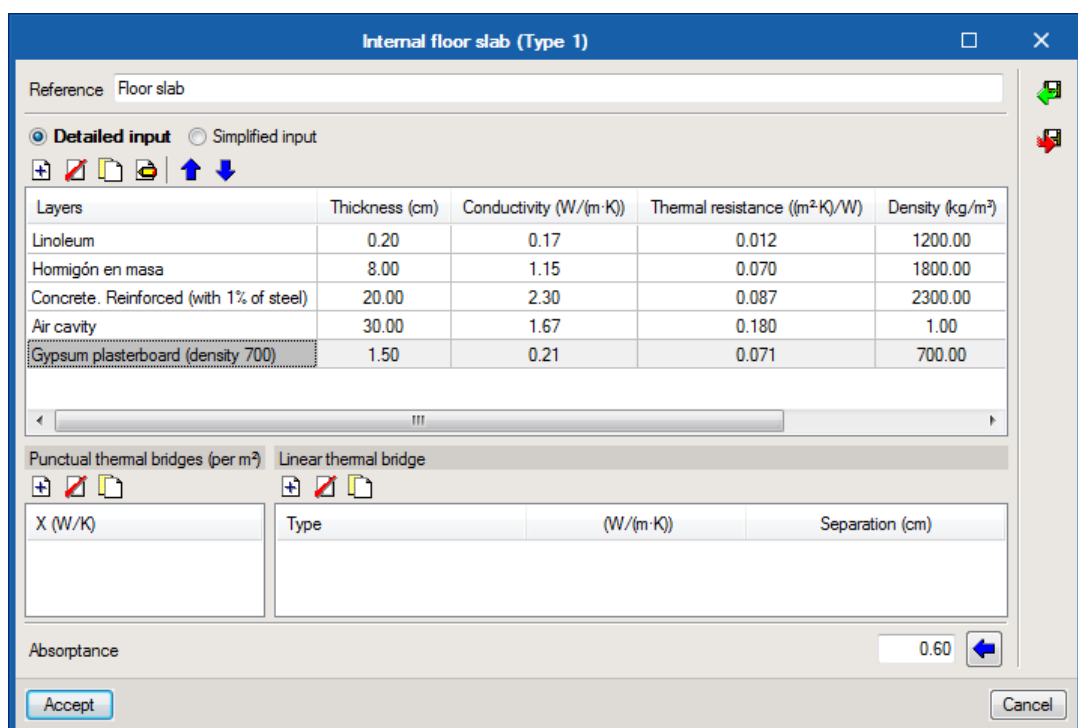 Internal floor slab (Type 1)
Reference Floor slab
Detailed input Simplified input
Layers Thickness (cm) Conductivity (W/(m·K)) Thermal resistance ((m²·K)/W) Density (kg/m³)
Linoleum 0.20 0.17 0.012 1200.00
Hormigón en masa 8.00 1.15 0.070 1800.00
Concrete. Reinforced (with 1% of steel) 20.00 2.30 0.087 2300.00
Air cavity 30.00 1.67 0.180 1.00
Gypsum plasterboard (density 700) 1.50 0.21 0.071 700.00
Punctual thermal bridges (per m²) Linear thermal bridge
X (W/K) Type (W/(m·K)) Separation (cm)
Absorptance 0.60
Accept Cancel